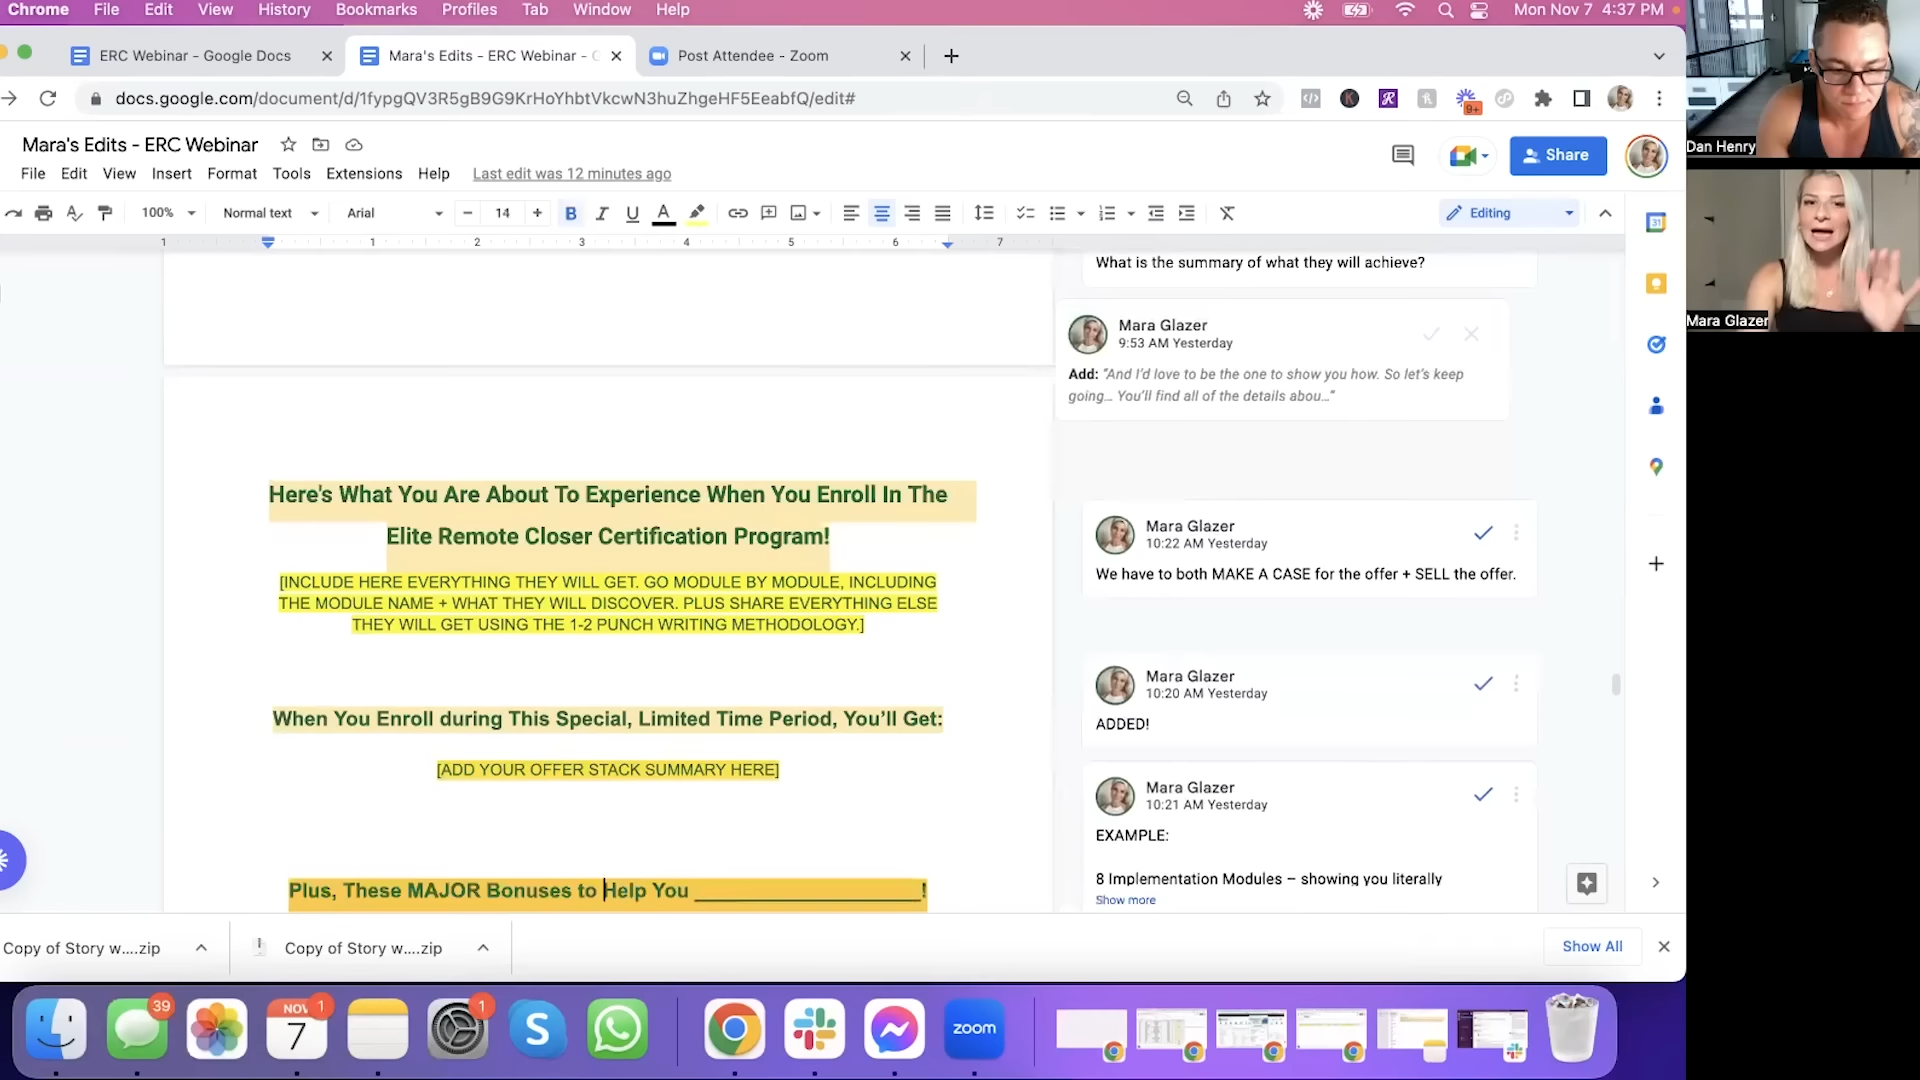 Chrome File Edit View History Bookmarks Profiles Tab Window Help Mon Nov 7 4:37 PM
ERC Webinar - Google Docs
Mara's Edits - ERC Webinar -
Post Attendee - Zoom
docs.google.com/document/d/1fypgQV3R5gB9G9KrHoYhbtVkcwN3huZhgeHF5EeabfQ/edit#
9+
Mara's Edits - ERC Webinar
File Edit View Insert Format Tools Extensions Help Last edit was 12 minutes ago
Share
100% Normal text Arial 14 B I U A Editing
1 1 2 3 4 5 6 7
Here's What You Are About To Experience When You Enroll In The
Elite Remote Closer Certification Program!
[INCLUDE HERE EVERYTHING THEY WILL GET. GO MODULE BY MODULE, INCLUDING
THE MODULE NAME + WHAT THEY WILL DISCOVER. PLUS SHARE EVERYTHING ELSE
THEY WILL GET USING THE 1-2 PUNCH WRITING METHODOLOGY.]
When You Enroll during This Special, Limited Time Period, You'll Get:
[ADD YOUR OFFER STACK SUMMARY HERE]
Plus, These MAJOR Bonuses to Help You ____________________!
What is the summary of what they will achieve?
Mara Glazer
9:53 AM Yesterday
Add: "And I'd love to be the one to show you how. So let's keep
going... You'll find all of the details abou..."
Mara Glazer
10:22 AM Yesterday
We have to both MAKE A CASE for the offer + SELL the offer.
Mara Glazer
10:20 AM Yesterday
ADDED!
Mara Glazer
10:21 AM Yesterday
EXAMPLE:
8 Implementation Modules – showing you literally
Show more
31
Dan Henry
Mara Glazer
Copy of Story w....zip
Copy of Story w....zip
Show All
39
NOV
7
1
1
S
zoom